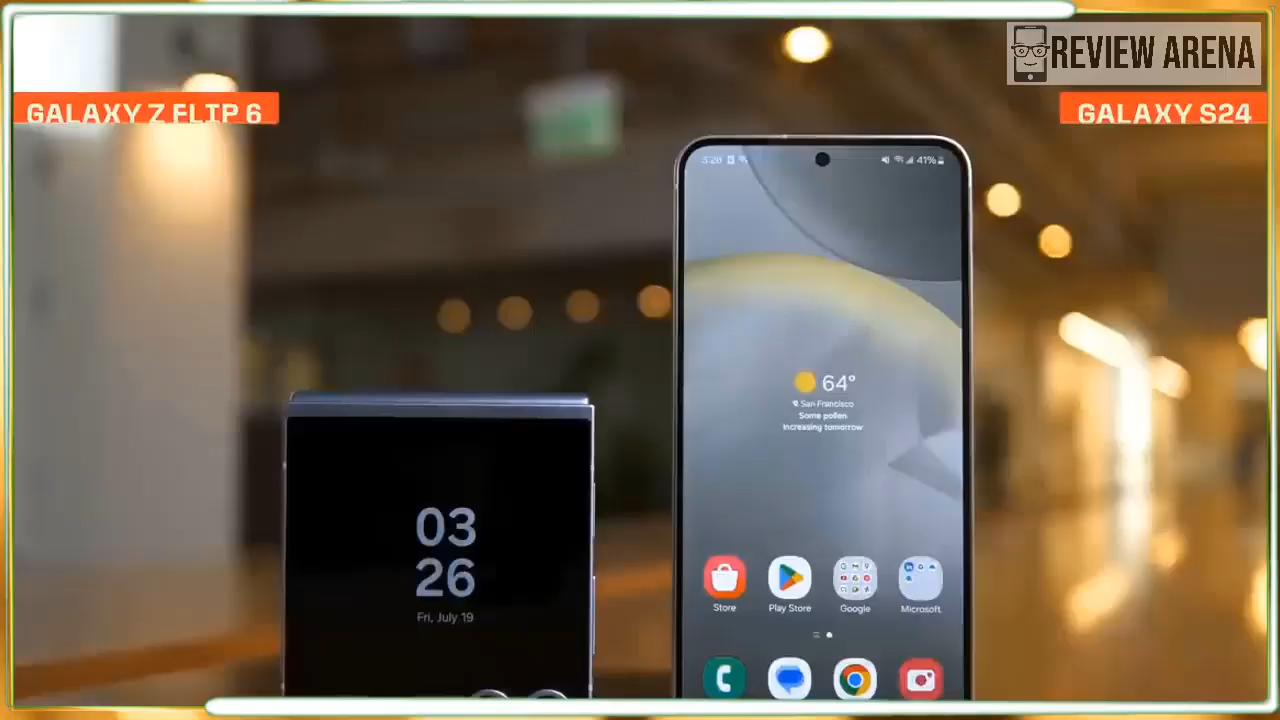 REVIEW ARENA
GALAXY Z FLIP 6
GALAXY S24
41%
64°
San Francisco
Some pollen
Increasing tomorrow
03
26
Fri, July 19
Store
Play Store
Google
Microsoft